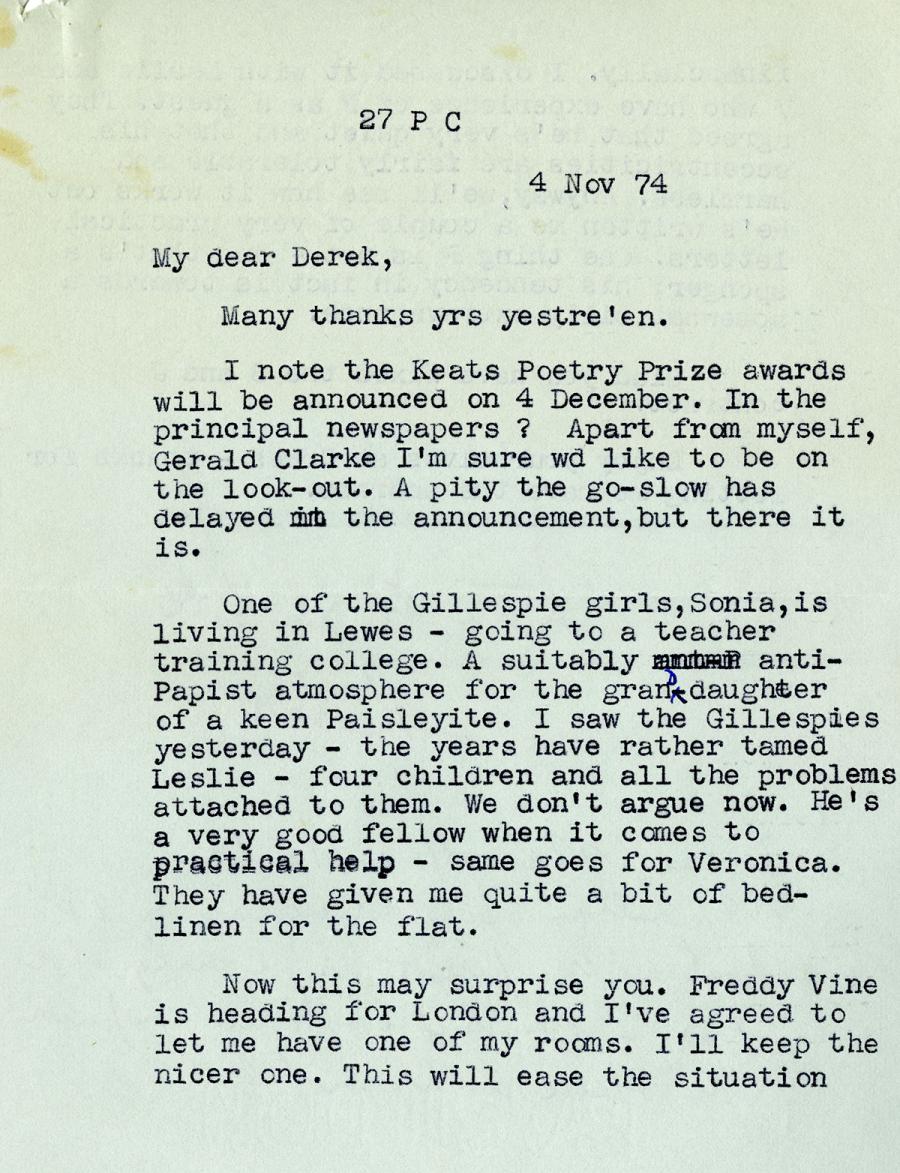 27 P C
4 Nov 74
My dear Derek,
Many thanks yrs yestre'en.
I note the Keats Poetry Prize awards
will be announced on 4 December. In the
principal newspapers ? Apart from myself,
Gerald Clarke I'm sure wd like to be on
the look-out. A pity the go-slow has
delayed the announcement,but there it
is.
One of the Gillespie girls,Sonia,is
living in Lewes - going to a teacher
training college. A suitably anti-
Papist atmosphere for the grand-daughter
of a keen Paisleyite. I saw the Gillespies
yesterday - the years have rather tamed
Leslie - four children and all the problems
attached to them. We don't argue now. He's
a very good fellow when it comes to
practical help - same goes for Veronica.
They have given me quite a bit of bed-
linen for the flat.
Now this may surprise you. Freddy Vine
is heading for London and I've agreed to
let me have one of my rooms. I'll keep the
nicer one. This will ease the situation